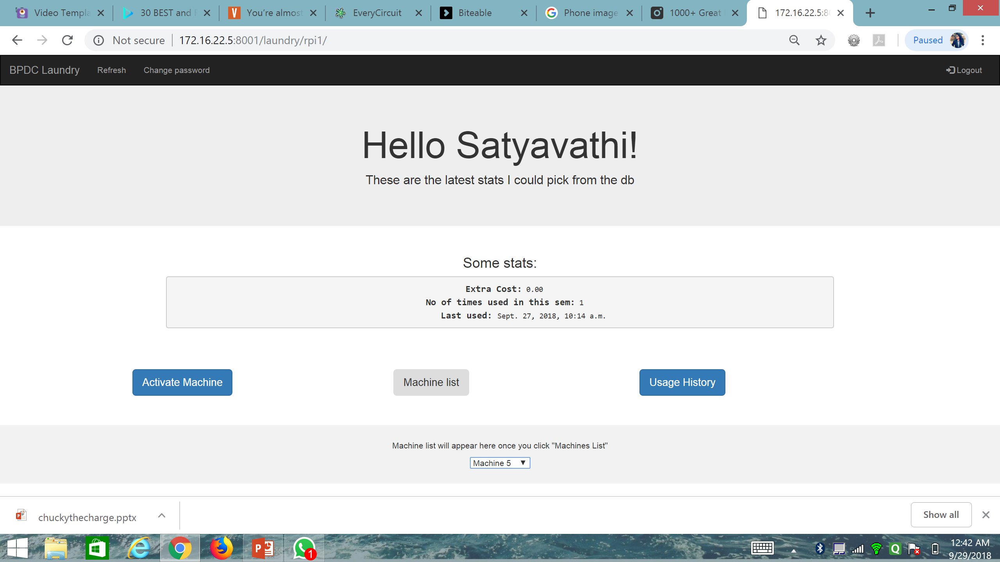 Video Templa
30 BEST and F
You're almost
EveryCircuit
Biteable
Phone image
1000+ Great
172.16.22.5:80
Not secure
172.16.22.5:8001/laundry/rpi1/
Paused
BPDC Laundry
Refresh
Change password
Logout
Hello Satyavathi!
These are the latest stats I could pick from the db
Some stats:
Extra Cost: 0.00
No of times used in this sem: 1
Last used: Sept. 27, 2018, 10:14 a.m.
Activate Machine
Machine list
Usage History
Machine list will appear here once you click "Machines List"
Machine 5
chuckythecharge.pptx
Show all
1
12:42 AM
9/29/2018